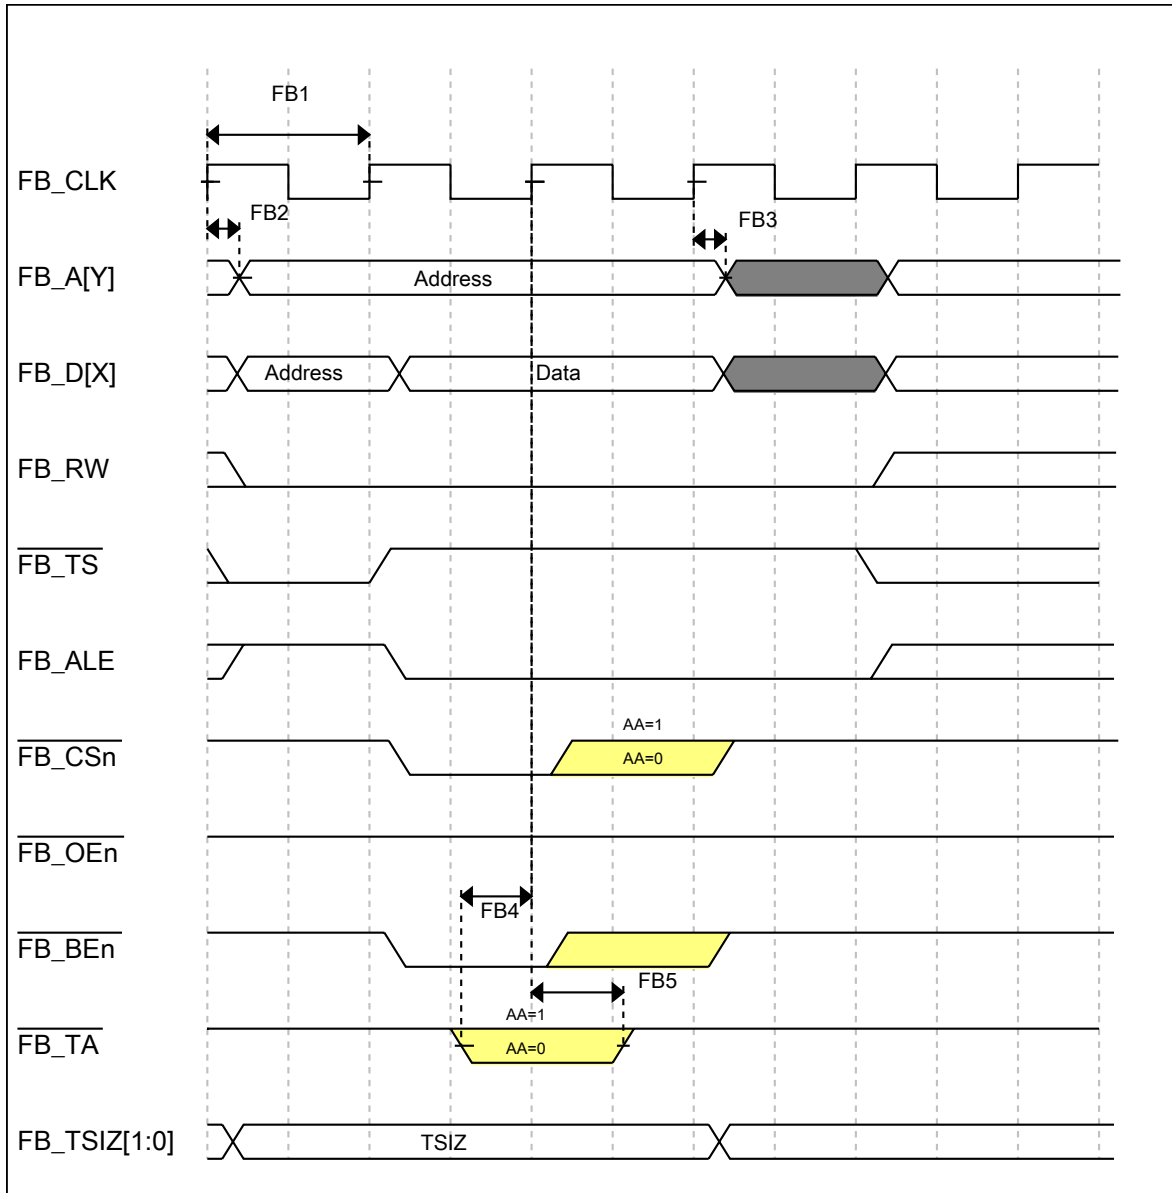 FB1
FB_CLK
FB2
FB3
FB_A[Y]
Address
FB_D[X]
Address
Data
FB_RW
FB_TS
FB_ALE
AA=1
FB_CSn
AA=0
FB_OEn
FB4
FB_BEn
FB5
AA=1
FB_TA
AA=0
FB_TSIZ[1:0]
TSIZ